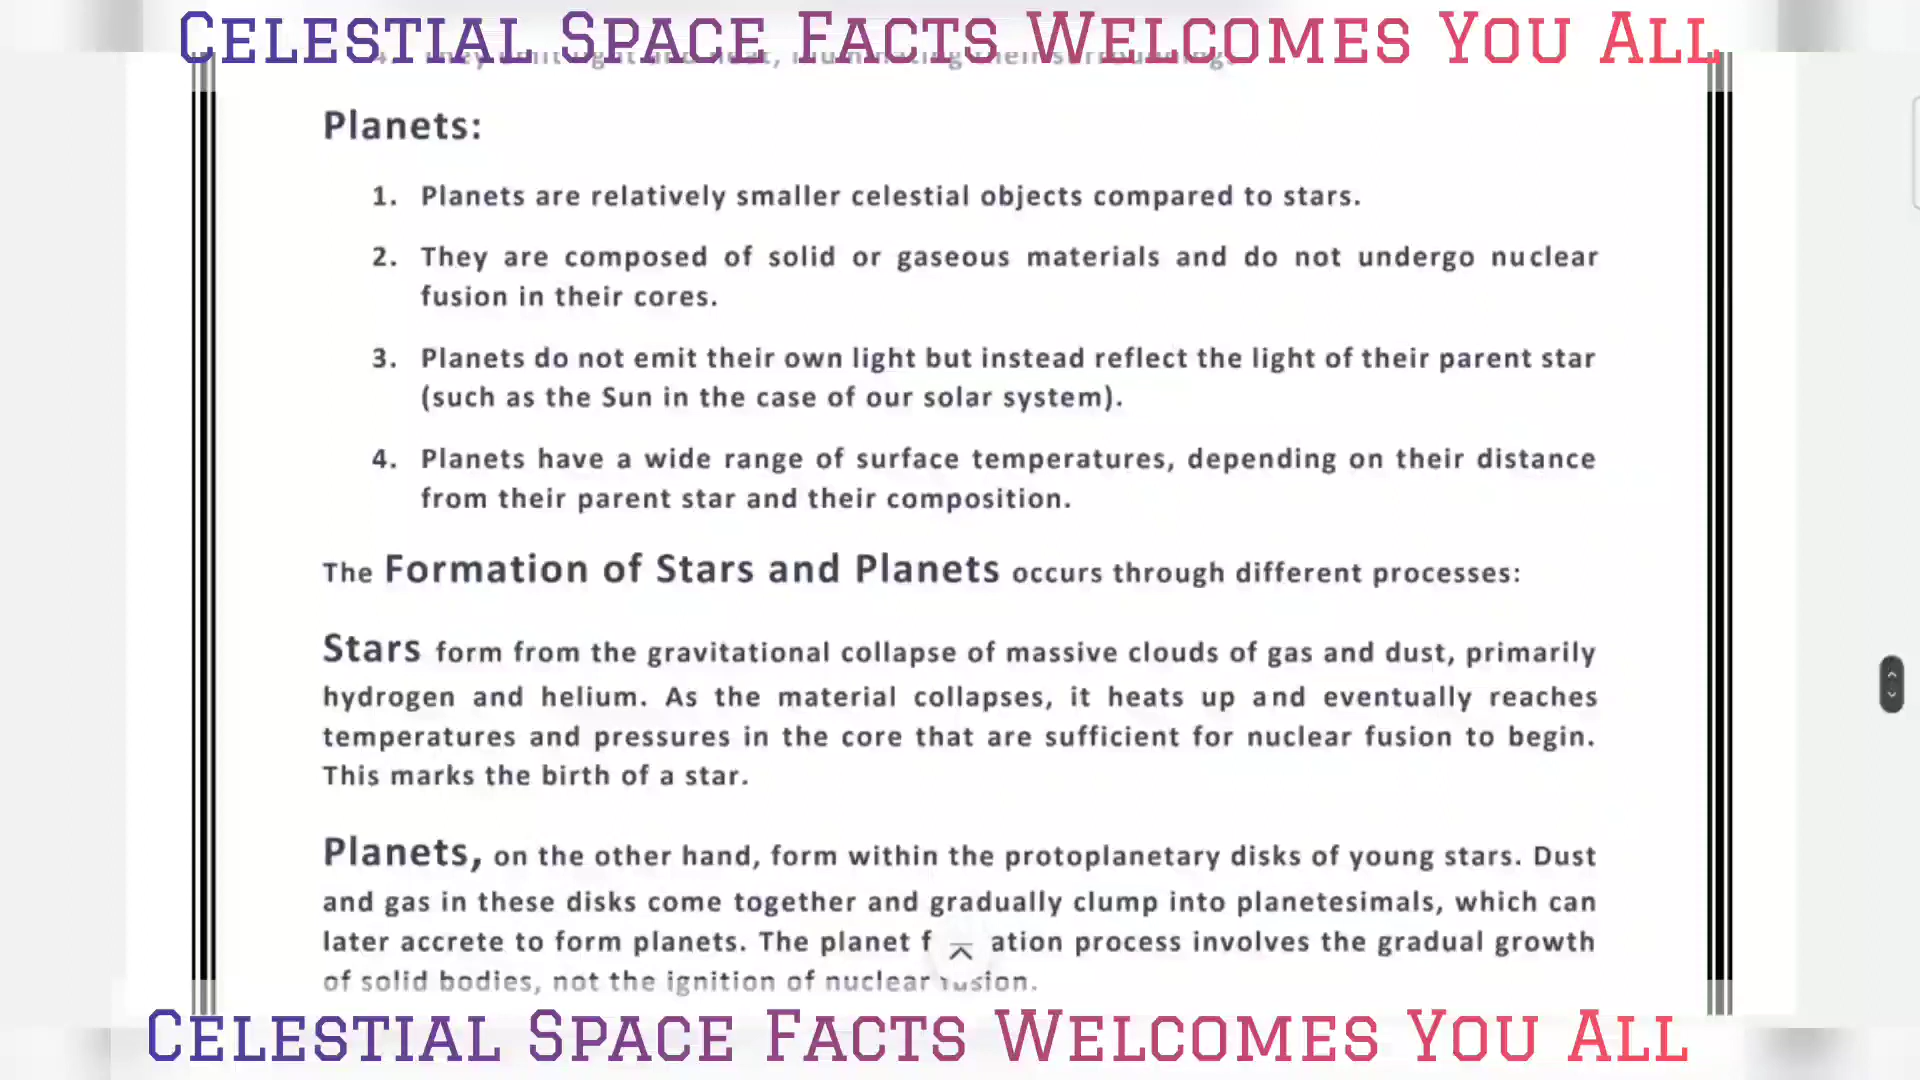 Celestial Space Facts Welcomes You All
Planets:
1. Planets are relatively smaller celestial objects compared to stars.
2. They are composed of solid or gaseous materials and do not undergo nuclear
fusion in their cores.
3. Planets do not emit their own light but instead reflect the light of their parent star
(such as the Sun in the case of our solar system).
4. Planets have a wide range of surface temperatures, depending on their distance
from their parent star and their composition.
The Formation of Stars and Planets occurs through different processes:
Stars form from the gravitational collapse of massive clouds of gas and dust, primarily
hydrogen and helium. As the material collapses, it heats up and eventually reaches
temperatures and pressures in the core that are sufficient for nuclear fusion to begin.
This marks the birth of a star.
Planets, on the other hand, form within the protoplanetary disks of young stars. Dust
and gas in these disks come together and gradually clump into planetesimals, which can
later accrete to form planets. The planet f ation process involves the gradual growth
of solid bodies, not the ignition of nuclear fusion.
Celestial Space Facts Welcomes You All